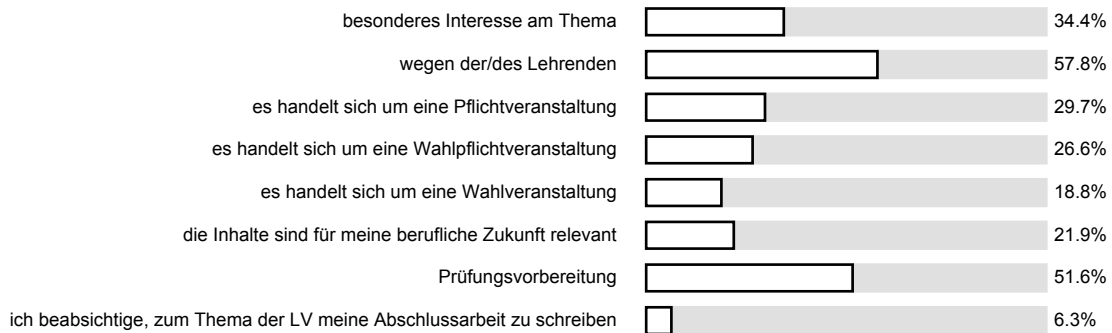 besonderes Interesse am Thema 34.4%
wegen der/des Lehrenden 57.8%
es handelt sich um eine Pflichtveranstaltung 29.7%
es handelt sich um eine Wahlpflichtveranstaltung 26.6%
es handelt sich um eine Wahlveranstaltung 18.8%
die Inhalte sind für meine berufliche Zukunft relevant 21.9%
Prüfungsvorbereitung 51.6%
ich beabsichtige, zum Thema der LV meine Abschlussarbeit zu schreiben 6.3%